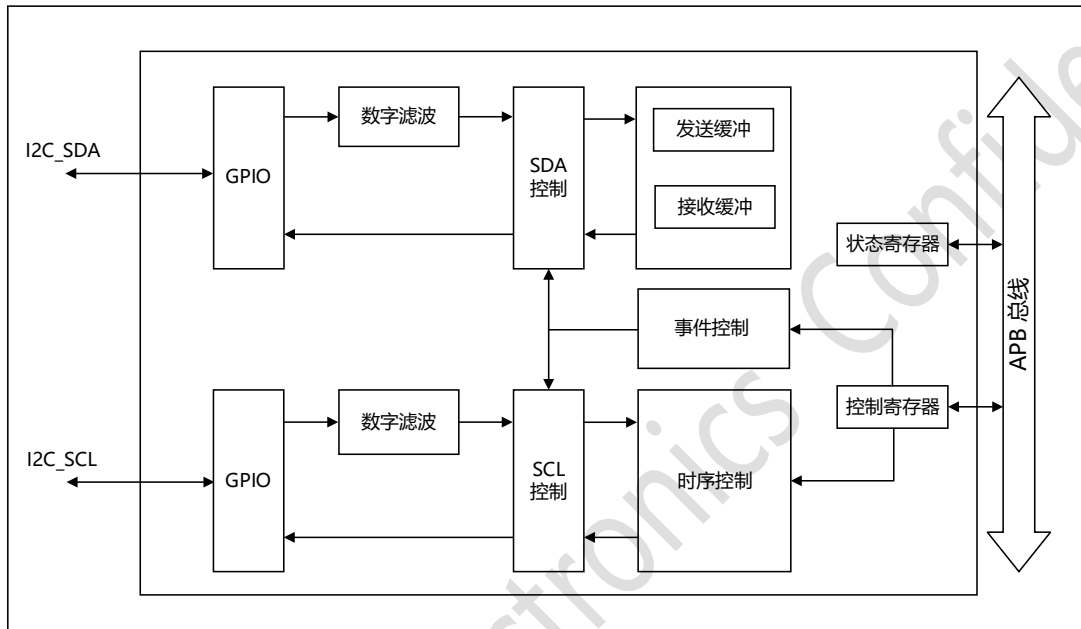 I2C_SDA
GPIO
数字滤波
SDA
控制
发送缓冲
接收缓冲
状态寄存器
事件控制
APB 总线
I2C_SCL
GPIO
数字滤波
SCL
控制
时序控制
控制寄存器